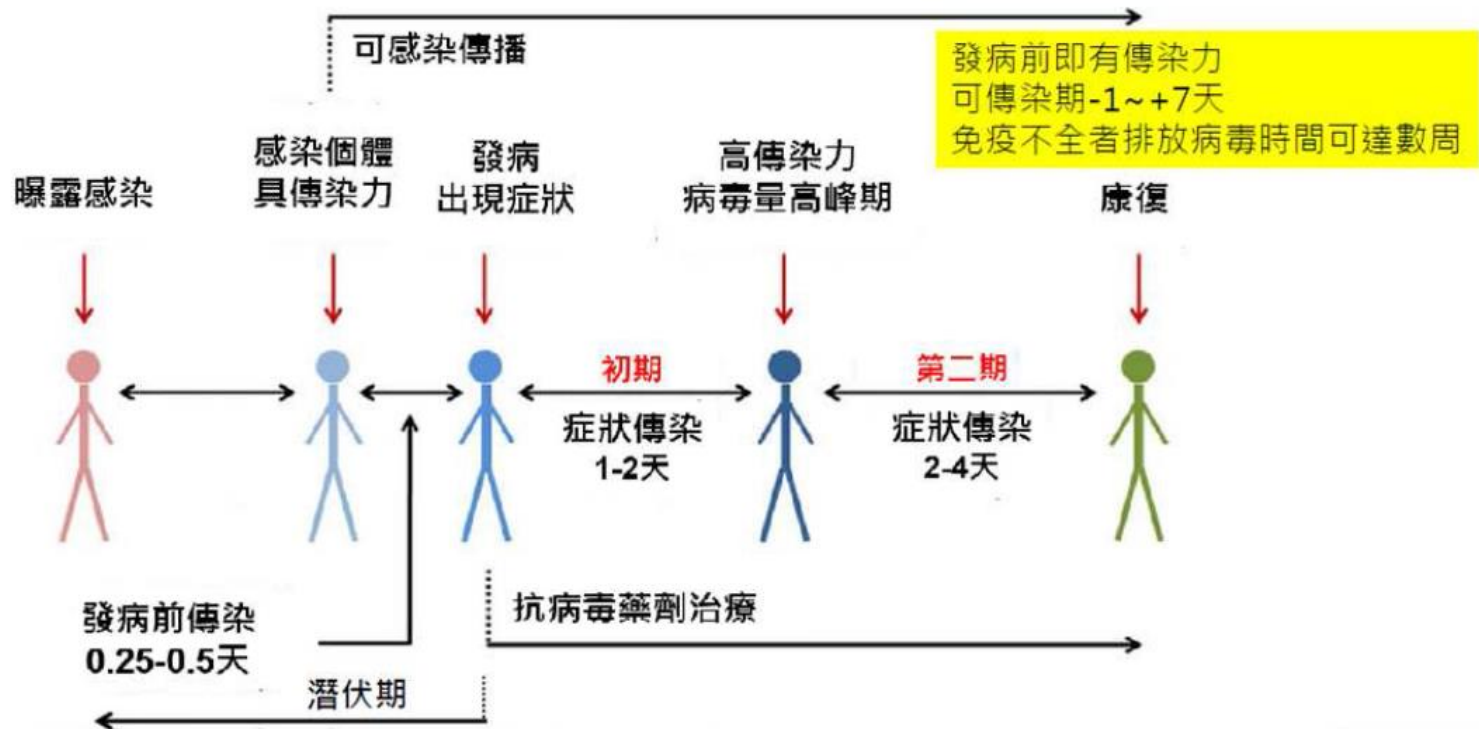 可感染傳播
發病前即有傳染力
可傳染期-1~+7天
免疫不全者排放病毒時間可達數周
曝露感染
感染個體
具傳染力
發病
出現症狀
高傳染力
病毒量高峰期
康復
初期
症狀傳染
1-2天
第二期
症狀傳染
2-4天
發病前傳染
0.25-0.5天
抗病毒藥劑治療
潛伏期